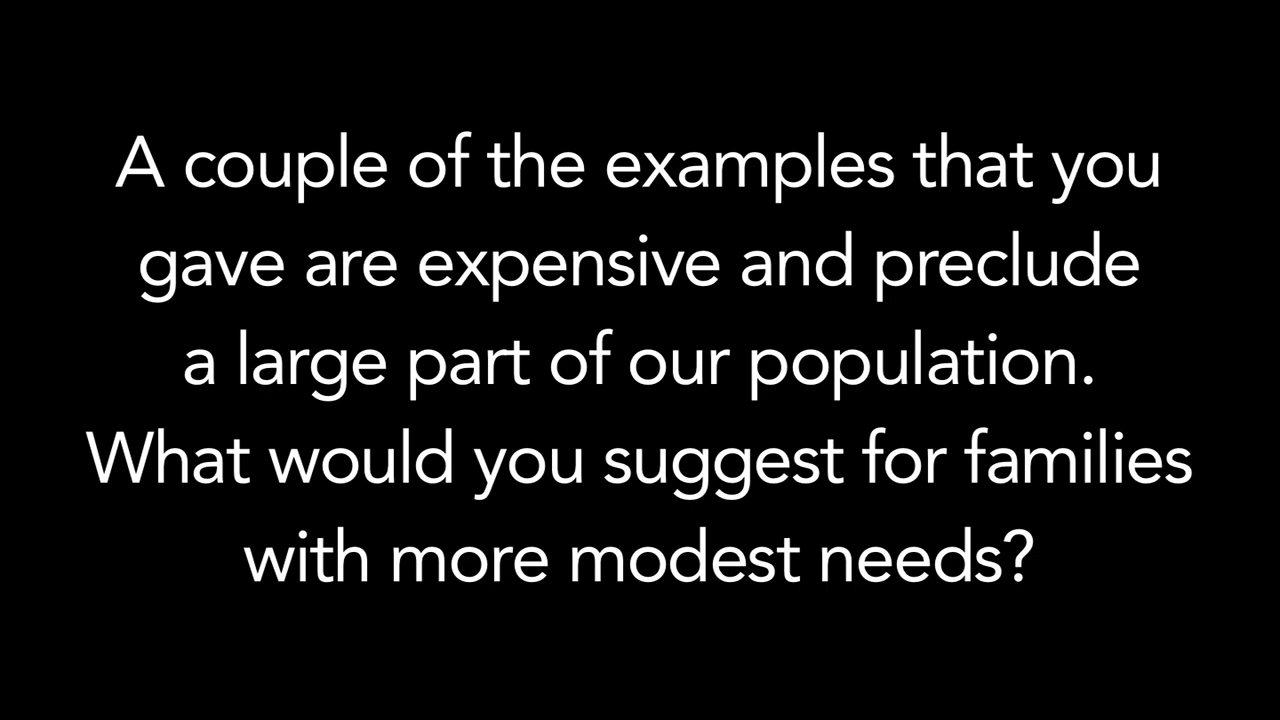 A couple of the examples that you
gave are expensive and preclude
a large part of our population.
What would you suggest for families
with more modest needs?